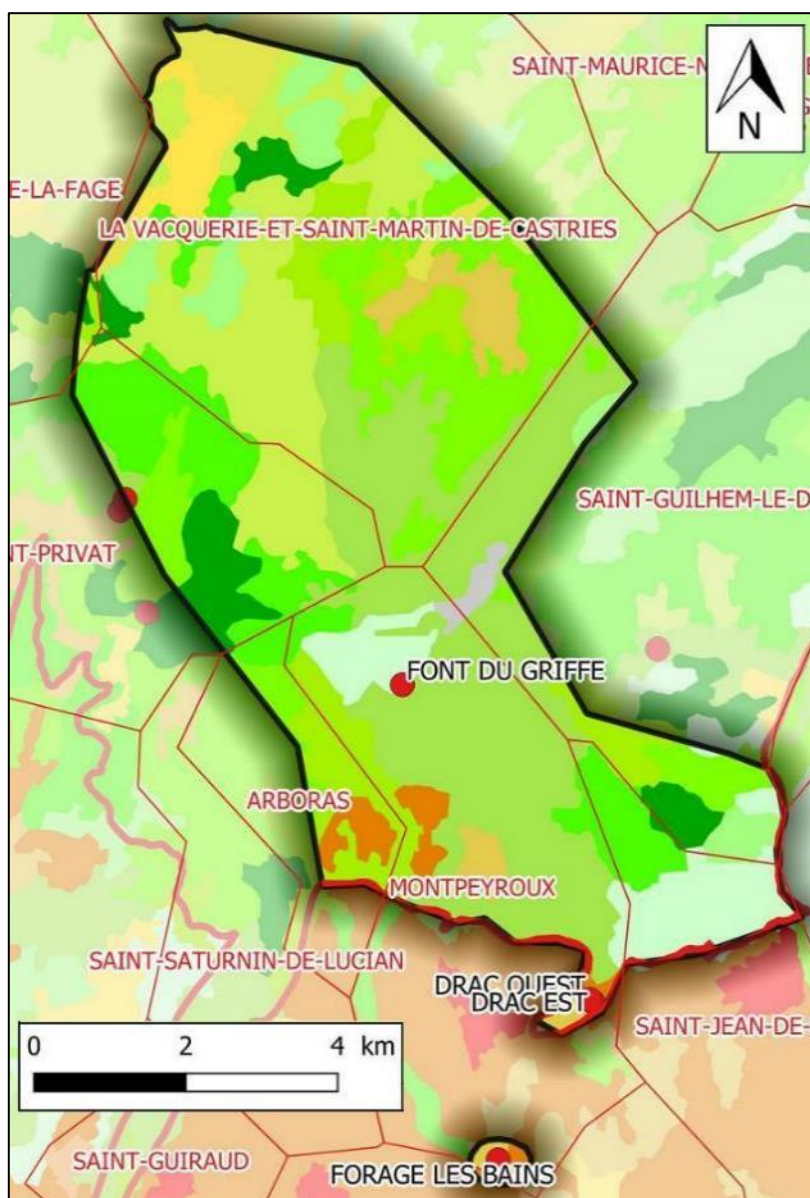 SAINT-MAURICE-N
N
E-LA-FAGE
LA VACQUERIE-ET-SAINT-MARTIN-DE-CASTRIES
SAINT-GUILHEM-LE-D
NT-PRIVAT
FONT DU GRIFFE
ARBORAS
MONTPEYROUX
SAINT-SATURNIN-DE-LUCIAN
DRAC OUEST
DRAC EST
SAINT-JEAN-DE-
0 2 4 km
SAINT-GUIRAUD
FORAGE LES BAINS